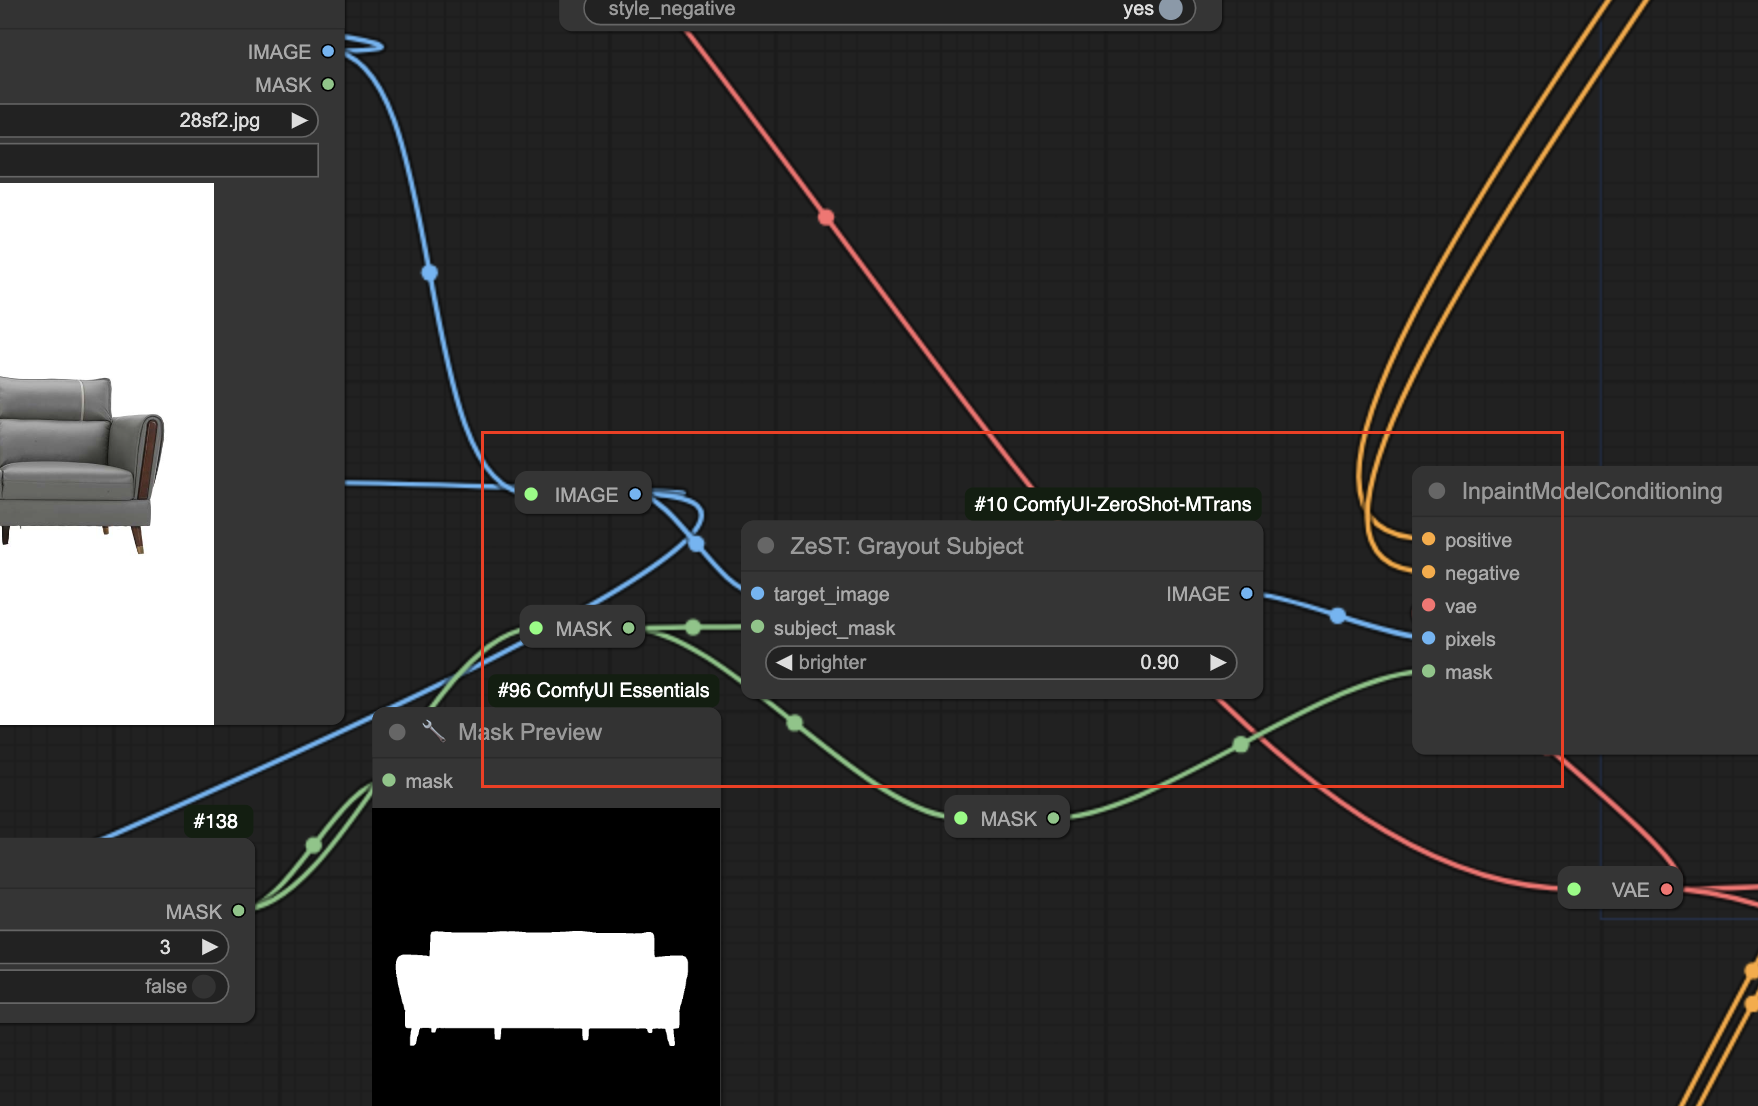 style_negative yes
IMAGE
MASK
28sf2.jpg
IMAGE
#10 ComfyUI-ZeroShot-MTrans
InpaintModelConditioning
ZeST: Grayout Subject
positive
negative
target_image IMAGE
vae
MASK
subject_mask
pixels
brighter 0.90
mask
#96 ComfyUI Essentials
Mask Preview
mask
#138
MASK
VAE
MASK
3
false